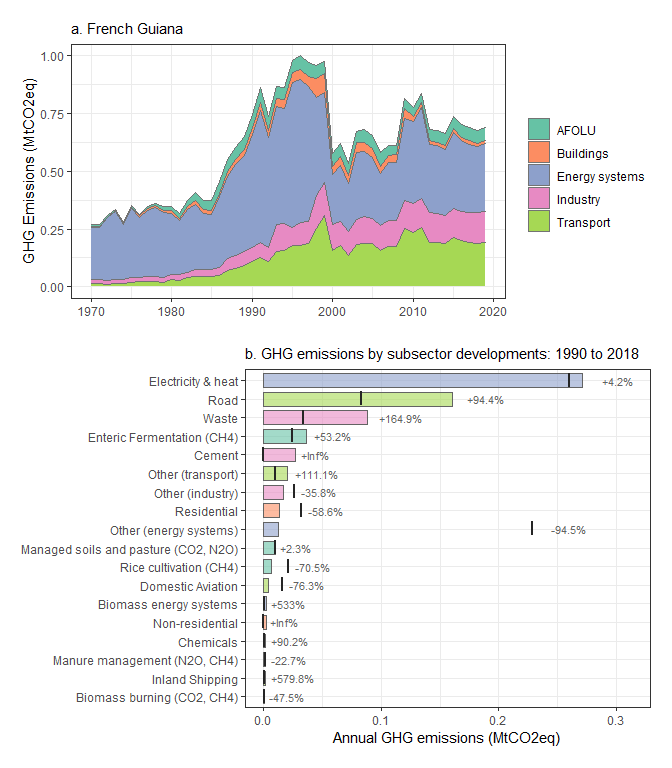 a. French Guiana
GHG Emissions (MtCO2eq)
1.00
0.75
0.50
0.25
0.00
1970
1980
1990
2000
2010
2020
AFOLU
Buildings
Energy systems
Industry
Transport
b. GHG emissions by subsector developments: 1990 to 2018
Electricity & heat +4.2%
Road +94.4%
Waste +164.9%
Enteric Fermentation (CH4) +53.2%
Cement +Inf%
Other (transport) +111.1%
Other (industry) -35.8%
Residential -58.6%
Other (energy systems) -94.5%
Managed soils and pasture (CO2, N2O) +2.3%
Rice cultivation (CH4) -70.5%
Domestic Aviation -76.3%
Biomass energy systems +533%
Non-residential +Inf%
Chemicals +90.2%
Manure management (N2O, CH4) -22.7%
Inland Shipping +579.8%
Biomass burning (CO2, CH4) -47.5%
0.0
0.1
0.2
0.3
Annual GHG emissions (MtCO2eq)